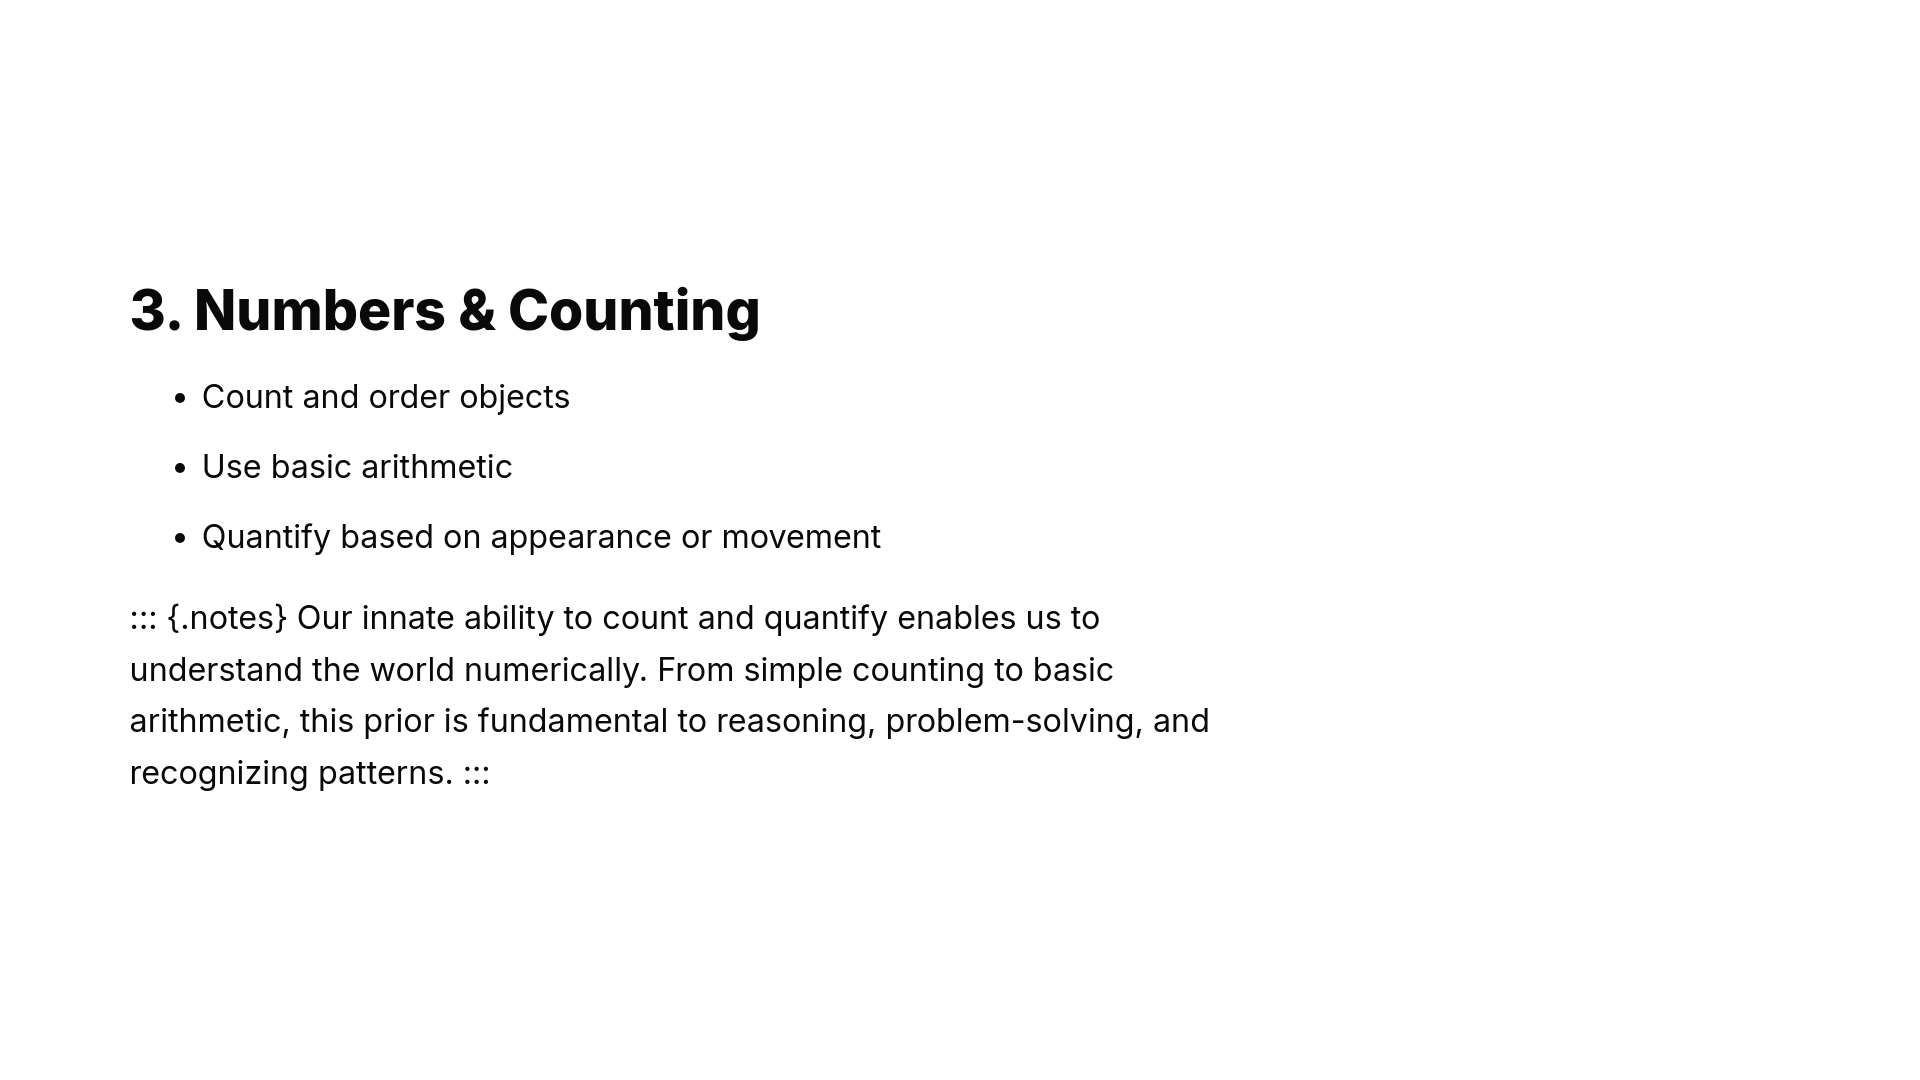 3. Numbers & Counting
• Count and order objects
• Use basic arithmetic
• Quantify based on appearance or movement
::: {.notes} Our innate ability to count and quantify enables us to
understand the world numerically. From simple counting to basic
arithmetic, this prior is fundamental to reasoning, problem-solving, and
recognizing patterns. :::